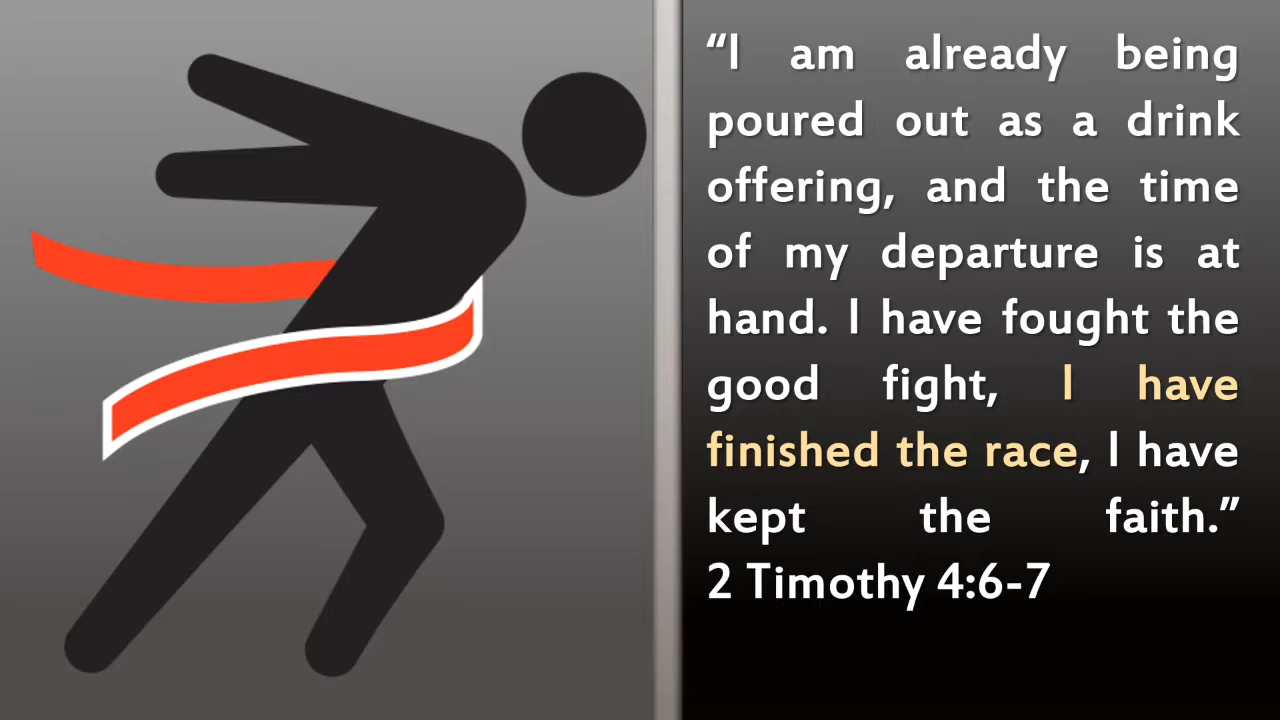 “I am already being
poured out as a drink
offering, and the time
of my departure is at
hand. I have fought the
good fight, I have
finished the race, I have
kept the faith.”
2 Timothy 4:6-7